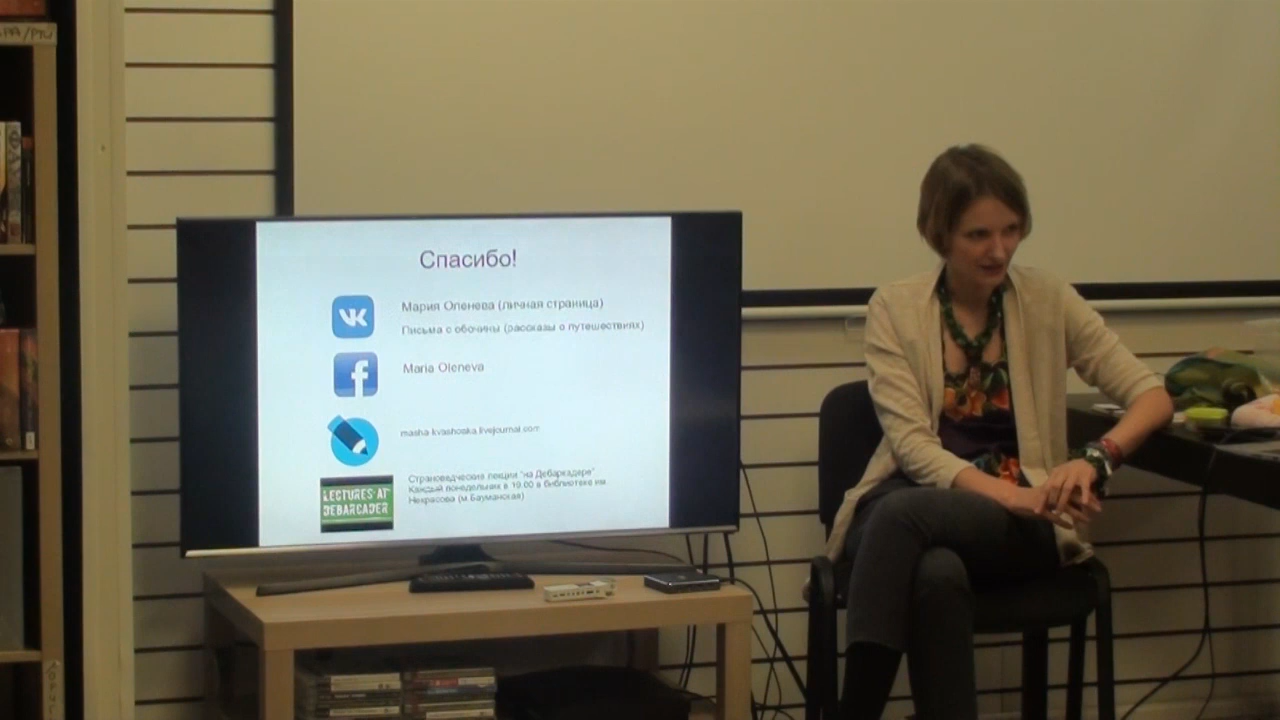 Спасибо!
Мария Оленева (личная страница)
Письма с обочины (рассказы о путешествиях)
Maria Oleneva
masha-kvashonka.livejournal.com
LECTURES AT
DEBARCADER
Страноведческие лекции "на Дебаркадере"
Каждый понедельник в 19.00 в библиотеке им.
Некрасова (м.Бауманская)